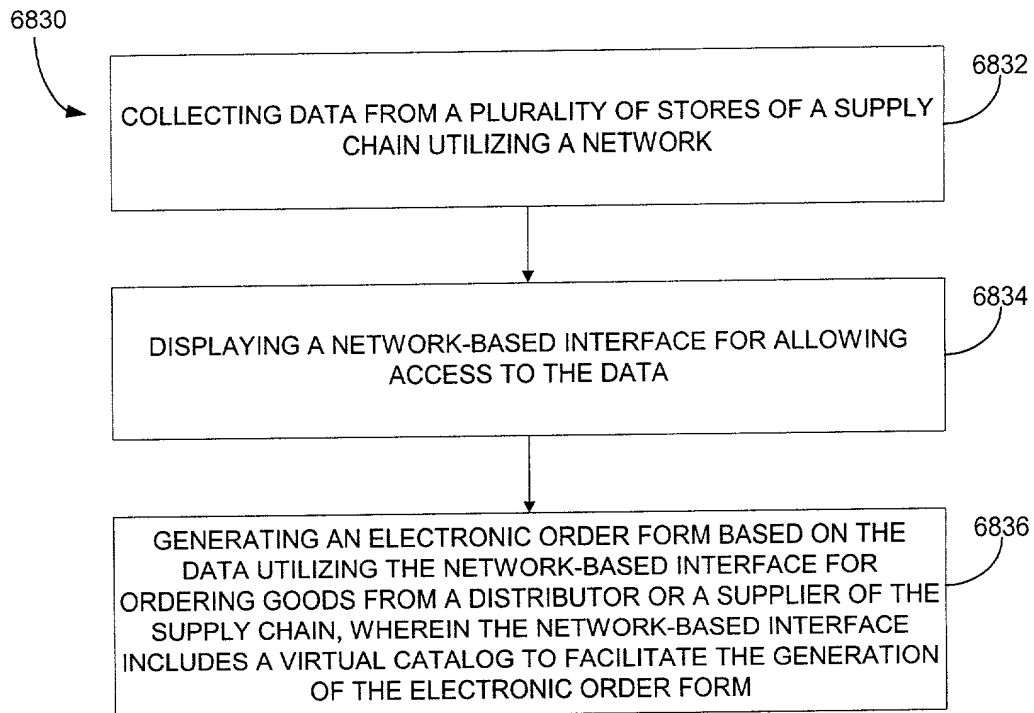 6830
6832
COLLECTING DATA FROM A PLURALITY OF STORES OF A SUPPLY
CHAIN UTILIZING A NETWORK
6834
DISPLAYING A NETWORK-BASED INTERFACE FOR ALLOWING
ACCESS TO THE DATA
6836
GENERATING AN ELECTRONIC ORDER FORM BASED ON THE
DATA UTILIZING THE NETWORK-BASED INTERFACE FOR
ORDERING GOODS FROM A DISTRIBUTOR OR A SUPPLIER OF THE
SUPPLY CHAIN, WHEREIN THE NETWORK-BASED INTERFACE
INCLUDES A VIRTUAL CATALOG TO FACILITATE THE GENERATION
OF THE ELECTRONIC ORDER FORM